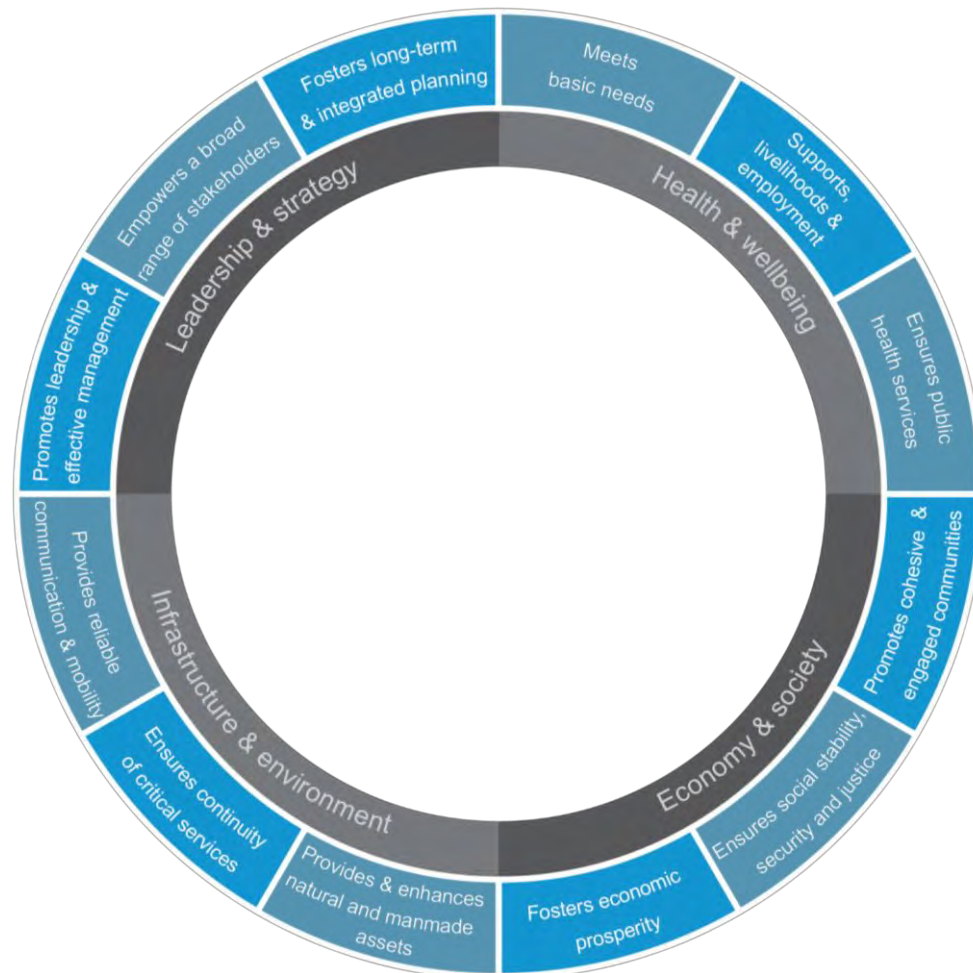 Meets
basic needs
Supports,
livelihoods &
employment
Ensures public
health services
Promotes cohesive &
engaged communities
Ensures social stability,
security and justice
Fosters economic
prosperity
Provides & enhances
natural and manmade
assets
Ensures continuity
of critical services
Provides reliable
communication & mobility
Promotes leadership &
effective management
Empowers a broad
range of stakeholders
Fosters long-term
& integrated planning
Health & wellbeing
Economy & society
Infrastructure & environment
Leadership & strategy